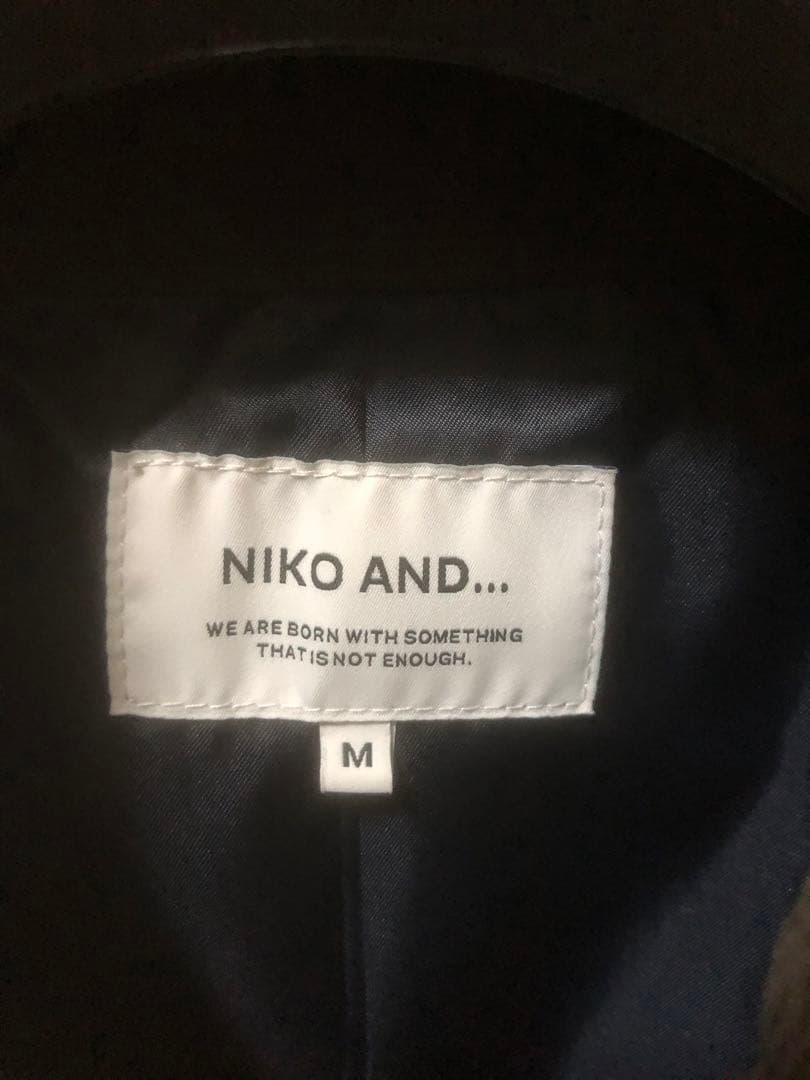 NIKO AND...
WE ARE BORN WITH SOMETHING
THAT IS NOT ENOUGH.
M